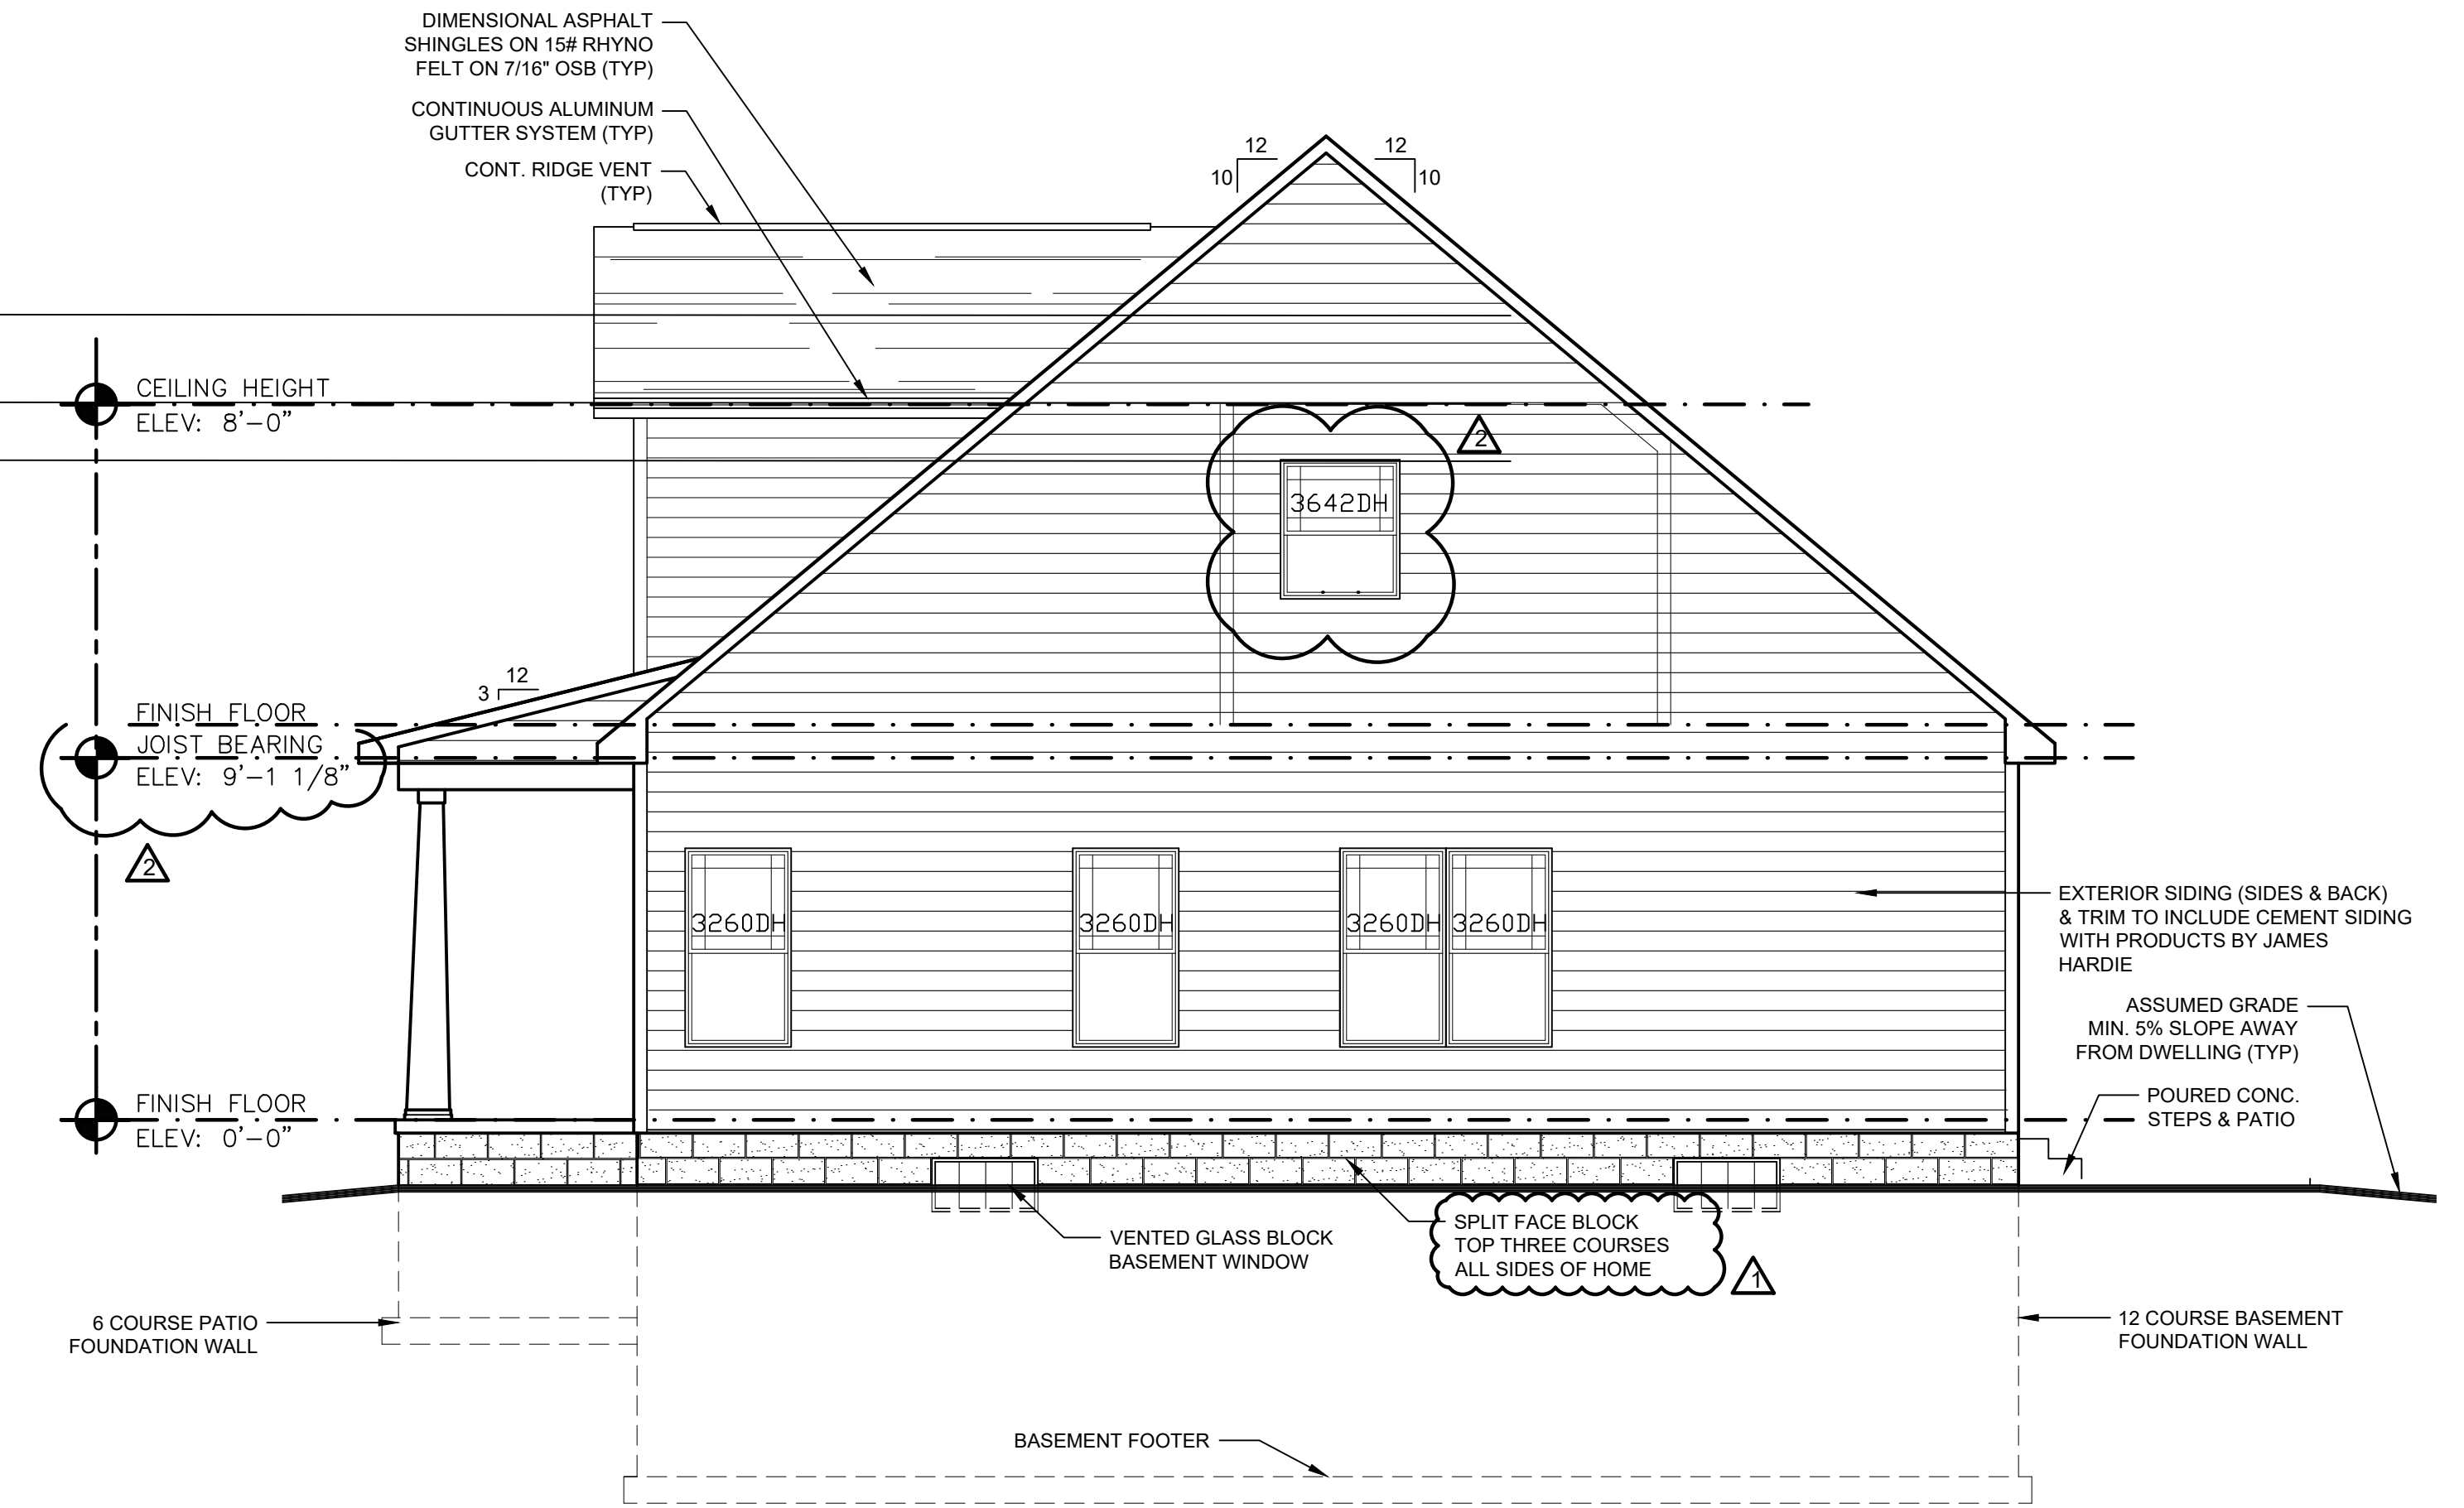 DIMENSIONAL ASPHALT
SHINGLES ON 15# RHYNO
FELT ON 7/16" OSB (TYP)
CONTINUOUS ALUMINUM
GUTTER SYSTEM (TYP)
CONT. RIDGE VENT
(TYP)
12
10
12
10
CEILING HEIGHT
ELEV: 8'-0"
2
3642DH
12
3
FINISH FLOOR
JOIST BEARING
ELEV: 9'-1 1/8"
2
3260DH
3260DH
3260DH
3260DH
EXTERIOR SIDING (SIDES & BACK)
& TRIM TO INCLUDE CEMENT SIDING
WITH PRODUCTS BY JAMES
HARDIE
ASSUMED GRADE
MIN. 5% SLOPE AWAY
FROM DWELLING (TYP)
POURED CONC.
STEPS & PATIO
FINISH FLOOR
ELEV: 0'-0"
VENTED GLASS BLOCK
BASEMENT WINDOW
SPLIT FACE BLOCK
TOP THREE COURSES
ALL SIDES OF HOME
1
6 COURSE PATIO
FOUNDATION WALL
12 COURSE BASEMENT
FOUNDATION WALL
BASEMENT FOOTER